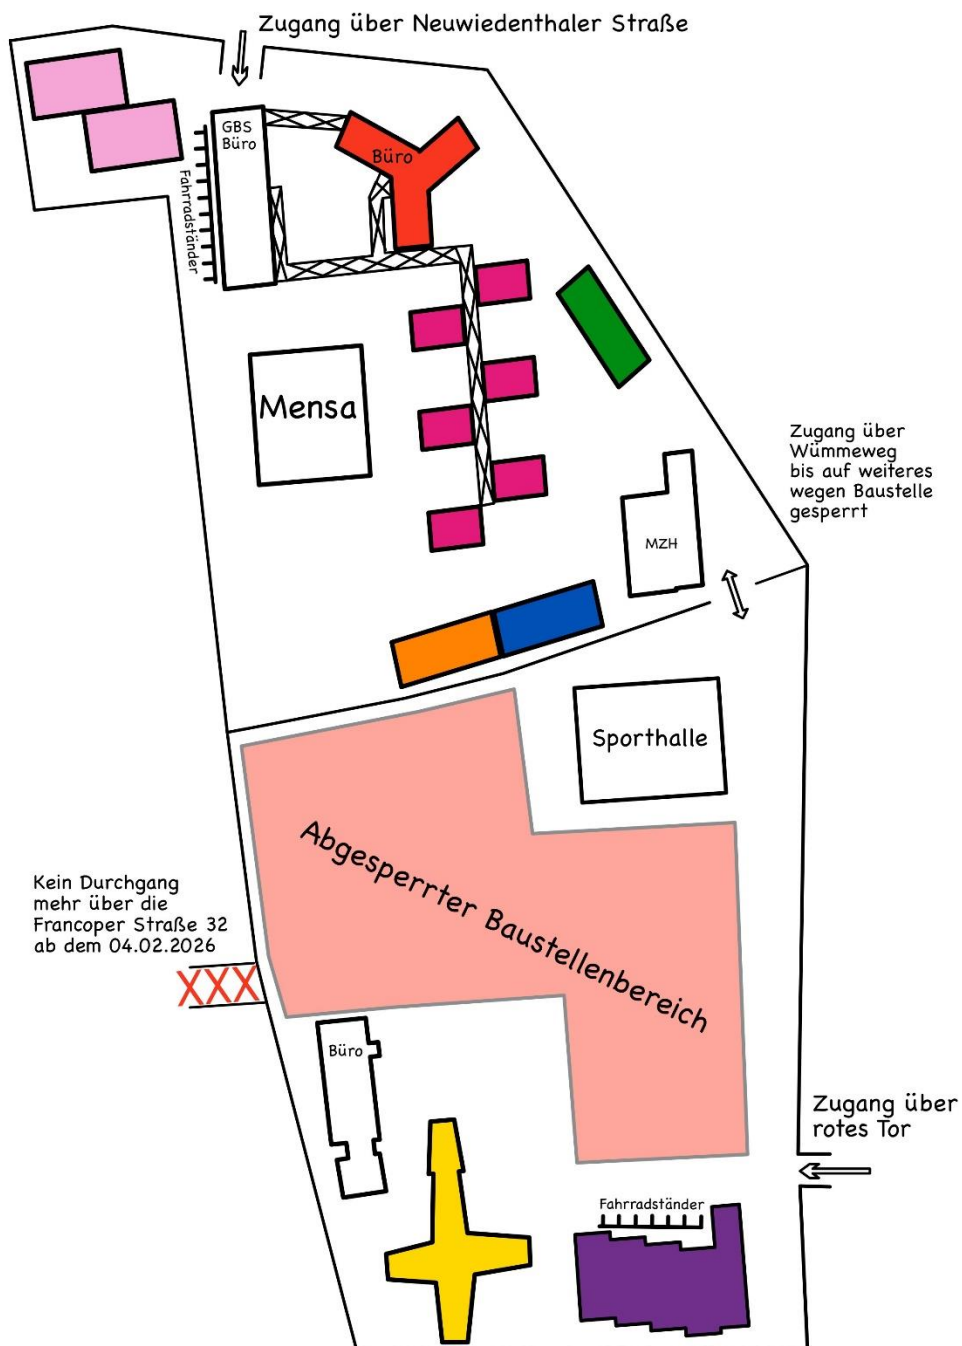 Zugang über Neuwiedenthaler Straße
GBS
Büro
Büro
Fahrradständer
Mensa
Zugang über
Wümmeweg
bis auf weiteres
wegen Baustelle
gesperrt
MZH
Sporthalle
Abgesperrter Baustellenbereich
Kein Durchgang
mehr über die
Francoper Straße 32
ab dem 04.02.2026
XXX
Büro
Zugang über
rotes Tor
Fahrradständer